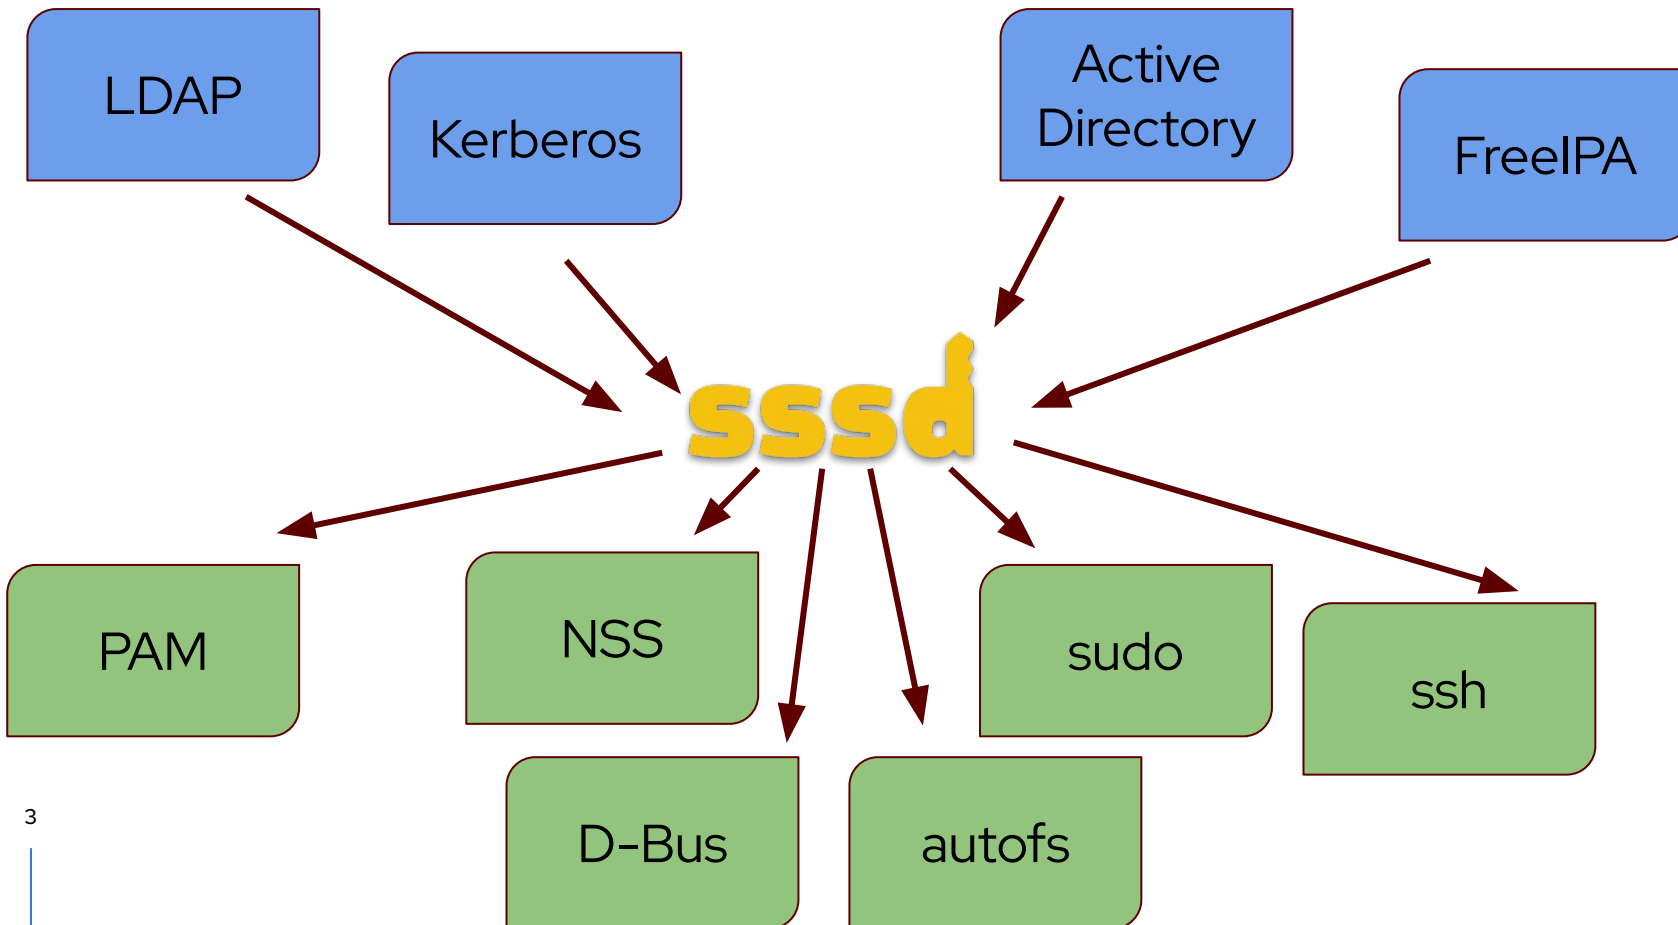 LDAP
Kerberos
Active
Directory
FreeIPA
sssd
PAM
NSS
sudo
ssh
D-Bus
autofs
3